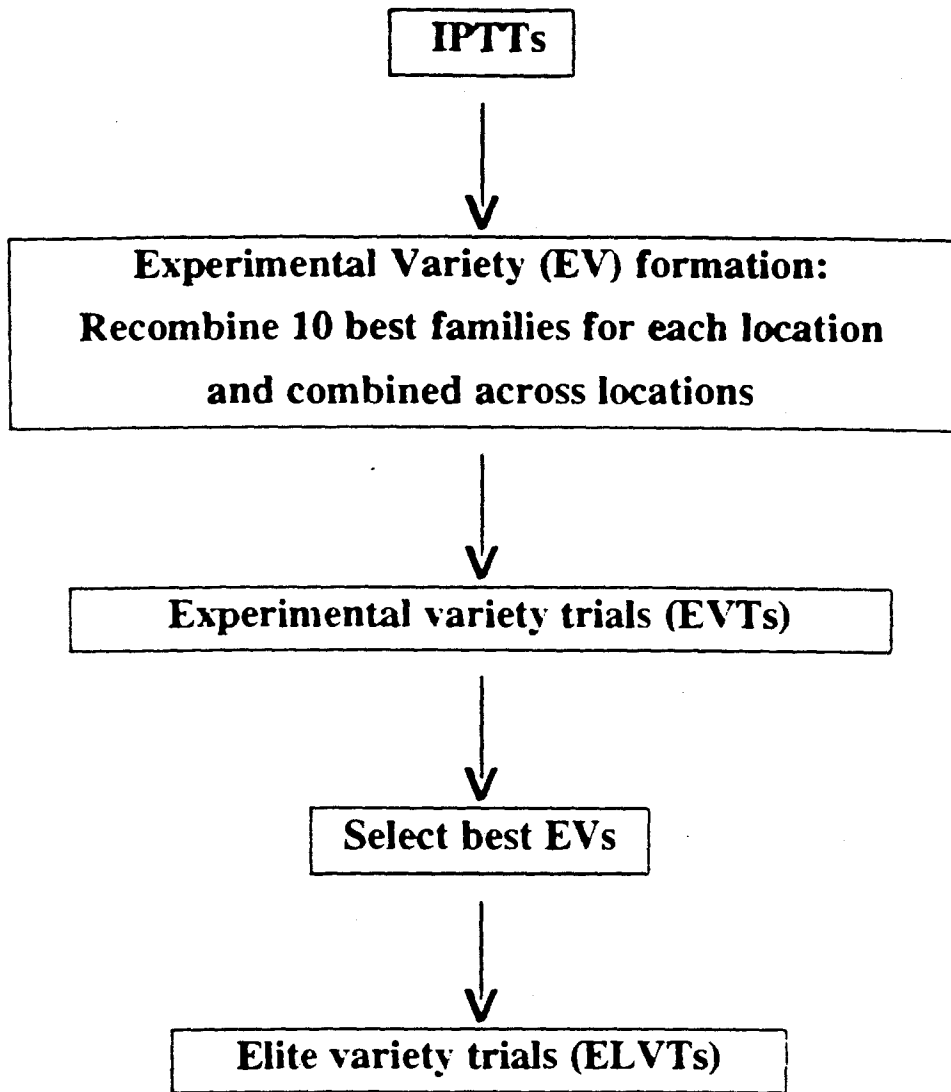 IPTTs
Experimental Variety (EV) formation:
Recombine 10 best families for each location
and combined across locations
Experimental variety trials (EVTs)
Select best EVs
Elite variety trials (ELVTs)